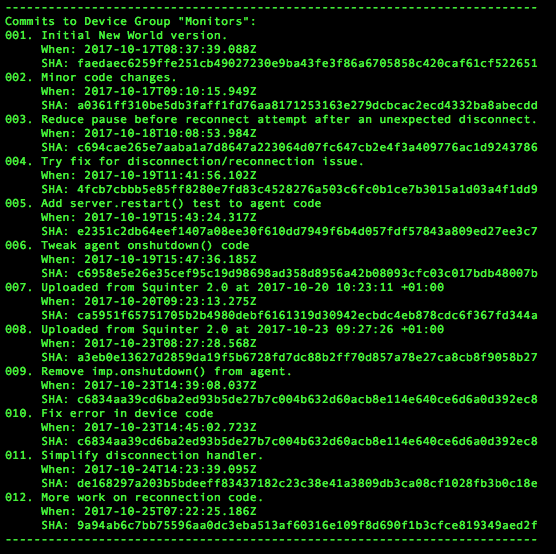 --------------------------------------------------------------------------------
Commits to Device Group "Monitors":
001. Initial New World version.
When: 2017-10-17T08:37:39.088Z
SHA: faedaec6259ffe251cb49027230e9ba43fe3f86a6705858c420caf61cf522651
002. Minor code changes.
When: 2017-10-17T09:10:15.949Z
SHA: a0361ff310be5db3faff1fd76aa8171253163e279dcbcac2ecd4332ba8abecdd
003. Reduce pause before reconnect attempt after an unexpected disconnect.
When: 2017-10-18T10:08:53.984Z
SHA: c694cae265e7aaba1a7d8647a223064d07fc647cb2e4f3a409776ac1d9243786
004. Try fix for disconnection/reconnection issue.
When: 2017-10-19T11:41:56.102Z
SHA: 4fcb7cbbb5e85ff8280e7fd83c4528276a503c6fc0b1ce7b3015a1d03a4f1dd9
005. Add server.restart() test to agent code
When: 2017-10-19T15:43:24.317Z
SHA: e2351c2db64eef1407a08ee30f610dd7949f6b4d057fdf57843a809ed27ee3c7
006. Tweak agent onshutdown() code
When: 2017-10-19T15:47:36.185Z
SHA: c6958e5e26e35cef95c19d98698ad358d8956a42b08093cfc03c017bdb48007b
007. Uploaded from Squinter 2.0 at 2017-10-20 10:23:11 +01:00
When: 2017-10-20T09:23:13.275Z
SHA: ca5951f65751705b2b4980debf6161319d30942ecbdc4eb878cdc6f367fd344a
008. Uploaded from Squinter 2.0 at 2017-10-23 09:27:26 +01:00
When: 2017-10-23T08:27:28.568Z
SHA: a3eb0e13627d2859da19f5b6728fd7dc88b2ff70d857a78e27ca8cb8f9058b27
009. Remove imp.onshutdown() from agent.
When: 2017-10-23T14:39:08.037Z
SHA: c6834aa39cd6ba2ed93b5de27b7c004b632d60acb8e114e640ce6d6a0d392ec8
010. Fix error in device code
When: 2017-10-23T14:45:02.723Z
SHA: c6834aa39cd6ba2ed93b5de27b7c004b632d60acb8e114e640ce6d6a0d392ec8
011. Simplify disconnection handler.
When: 2017-10-24T14:23:39.095Z
SHA: de168297a203b5bdeeff83437182c23c38e41a3809db3ca08cf1028fb3b0c18e
012. More work on reconnection code.
When: 2017-10-25T07:22:25.186Z
SHA: 9a94ab6c7bb75596aa0dc3eba513af60316e109f8d690f1b3cfce819349aed2f
--------------------------------------------------------------------------------